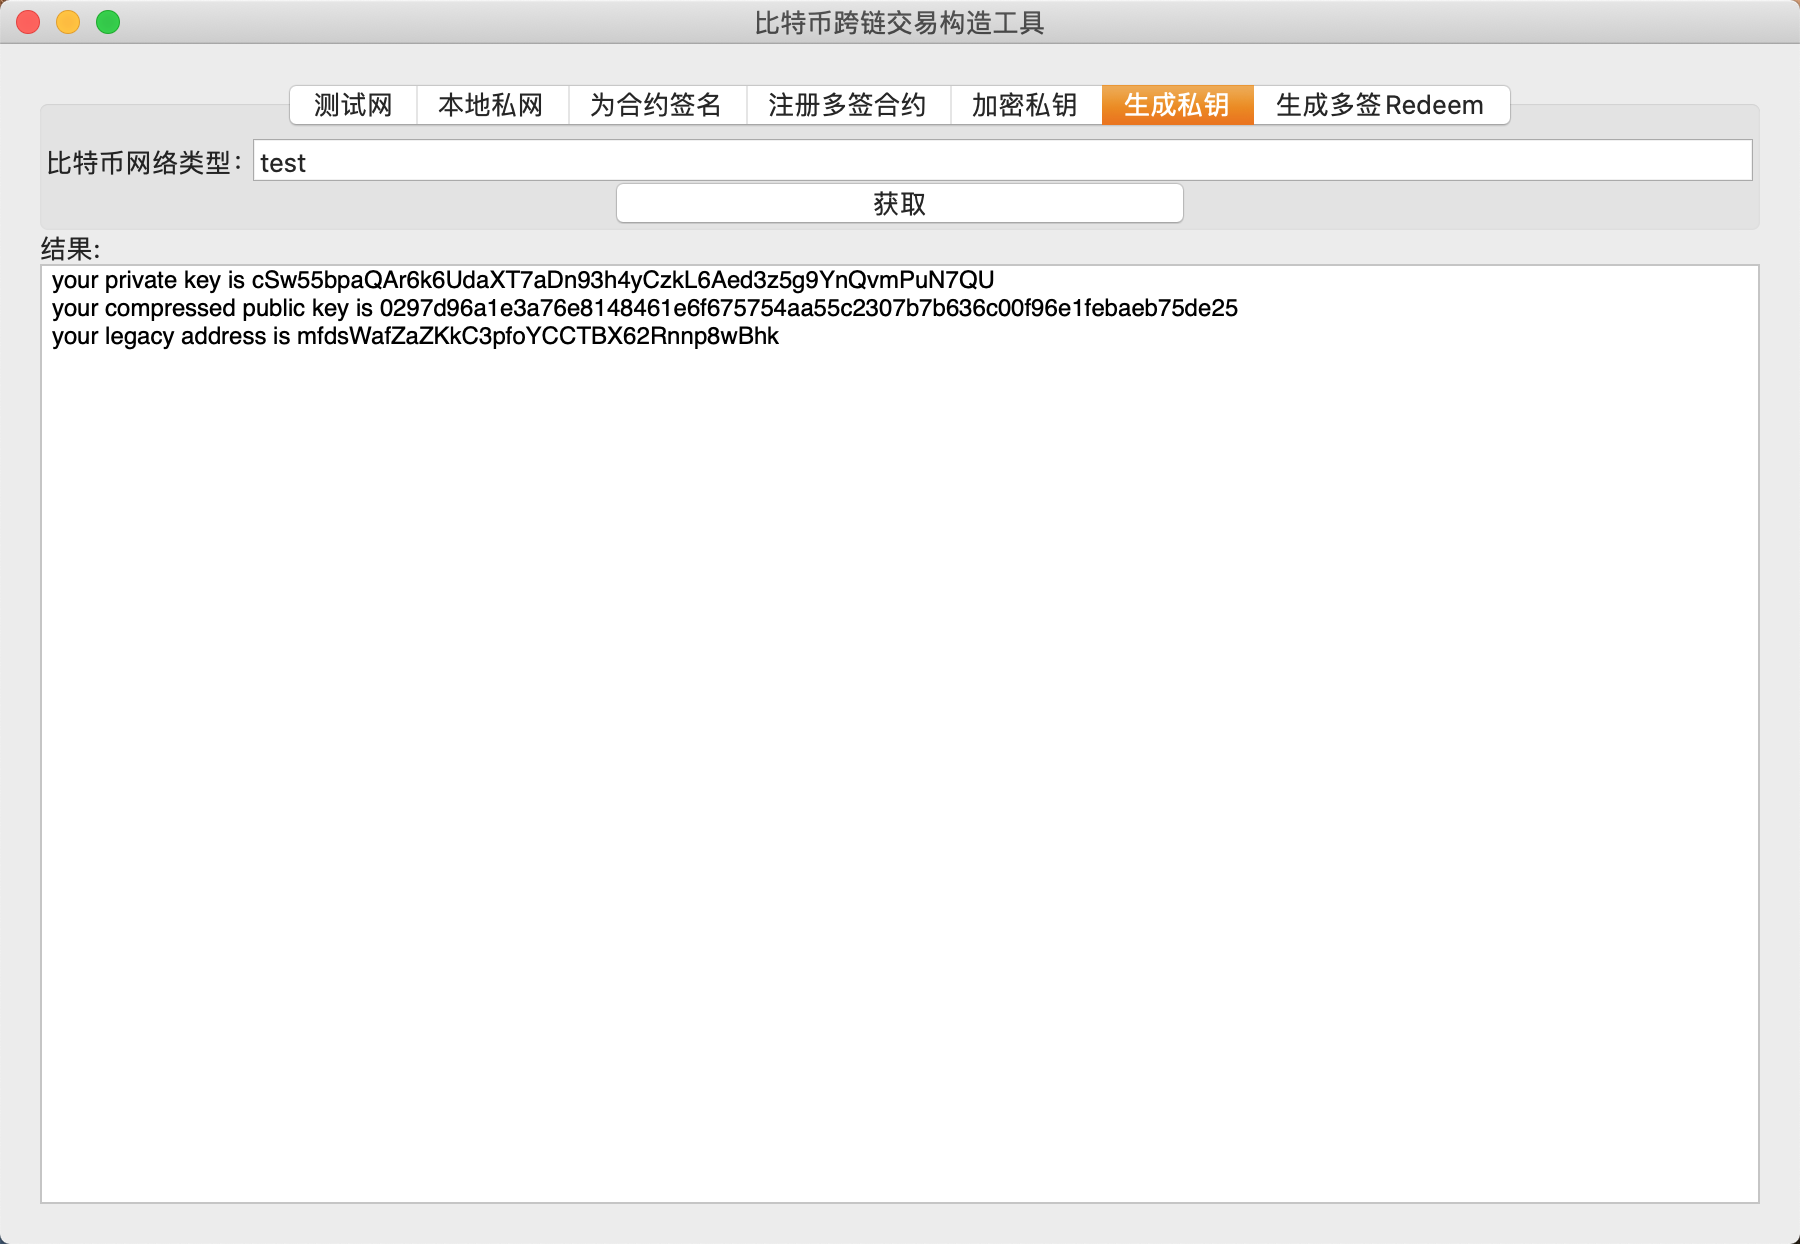 比特币跨链交易构造工具
测试网 本地私网 为合约签名 注册多签合约 加密私钥 生成私钥 生成多签Redeem
比特币网络类型： test
获取
结果:
your private key is cSw55bpaQAr6k6UdaXT7aDn93h4yCzkL6Aed3z5g9YnQvmPuN7QU
your compressed public key is 0297d96a1e3a76e8148461e6f675754aa55c2307b7b636c00f96e1febaeb75de25
your legacy address is mfdsWafZaZKkC3pfoYCCTBX62Rnnp8wBhk